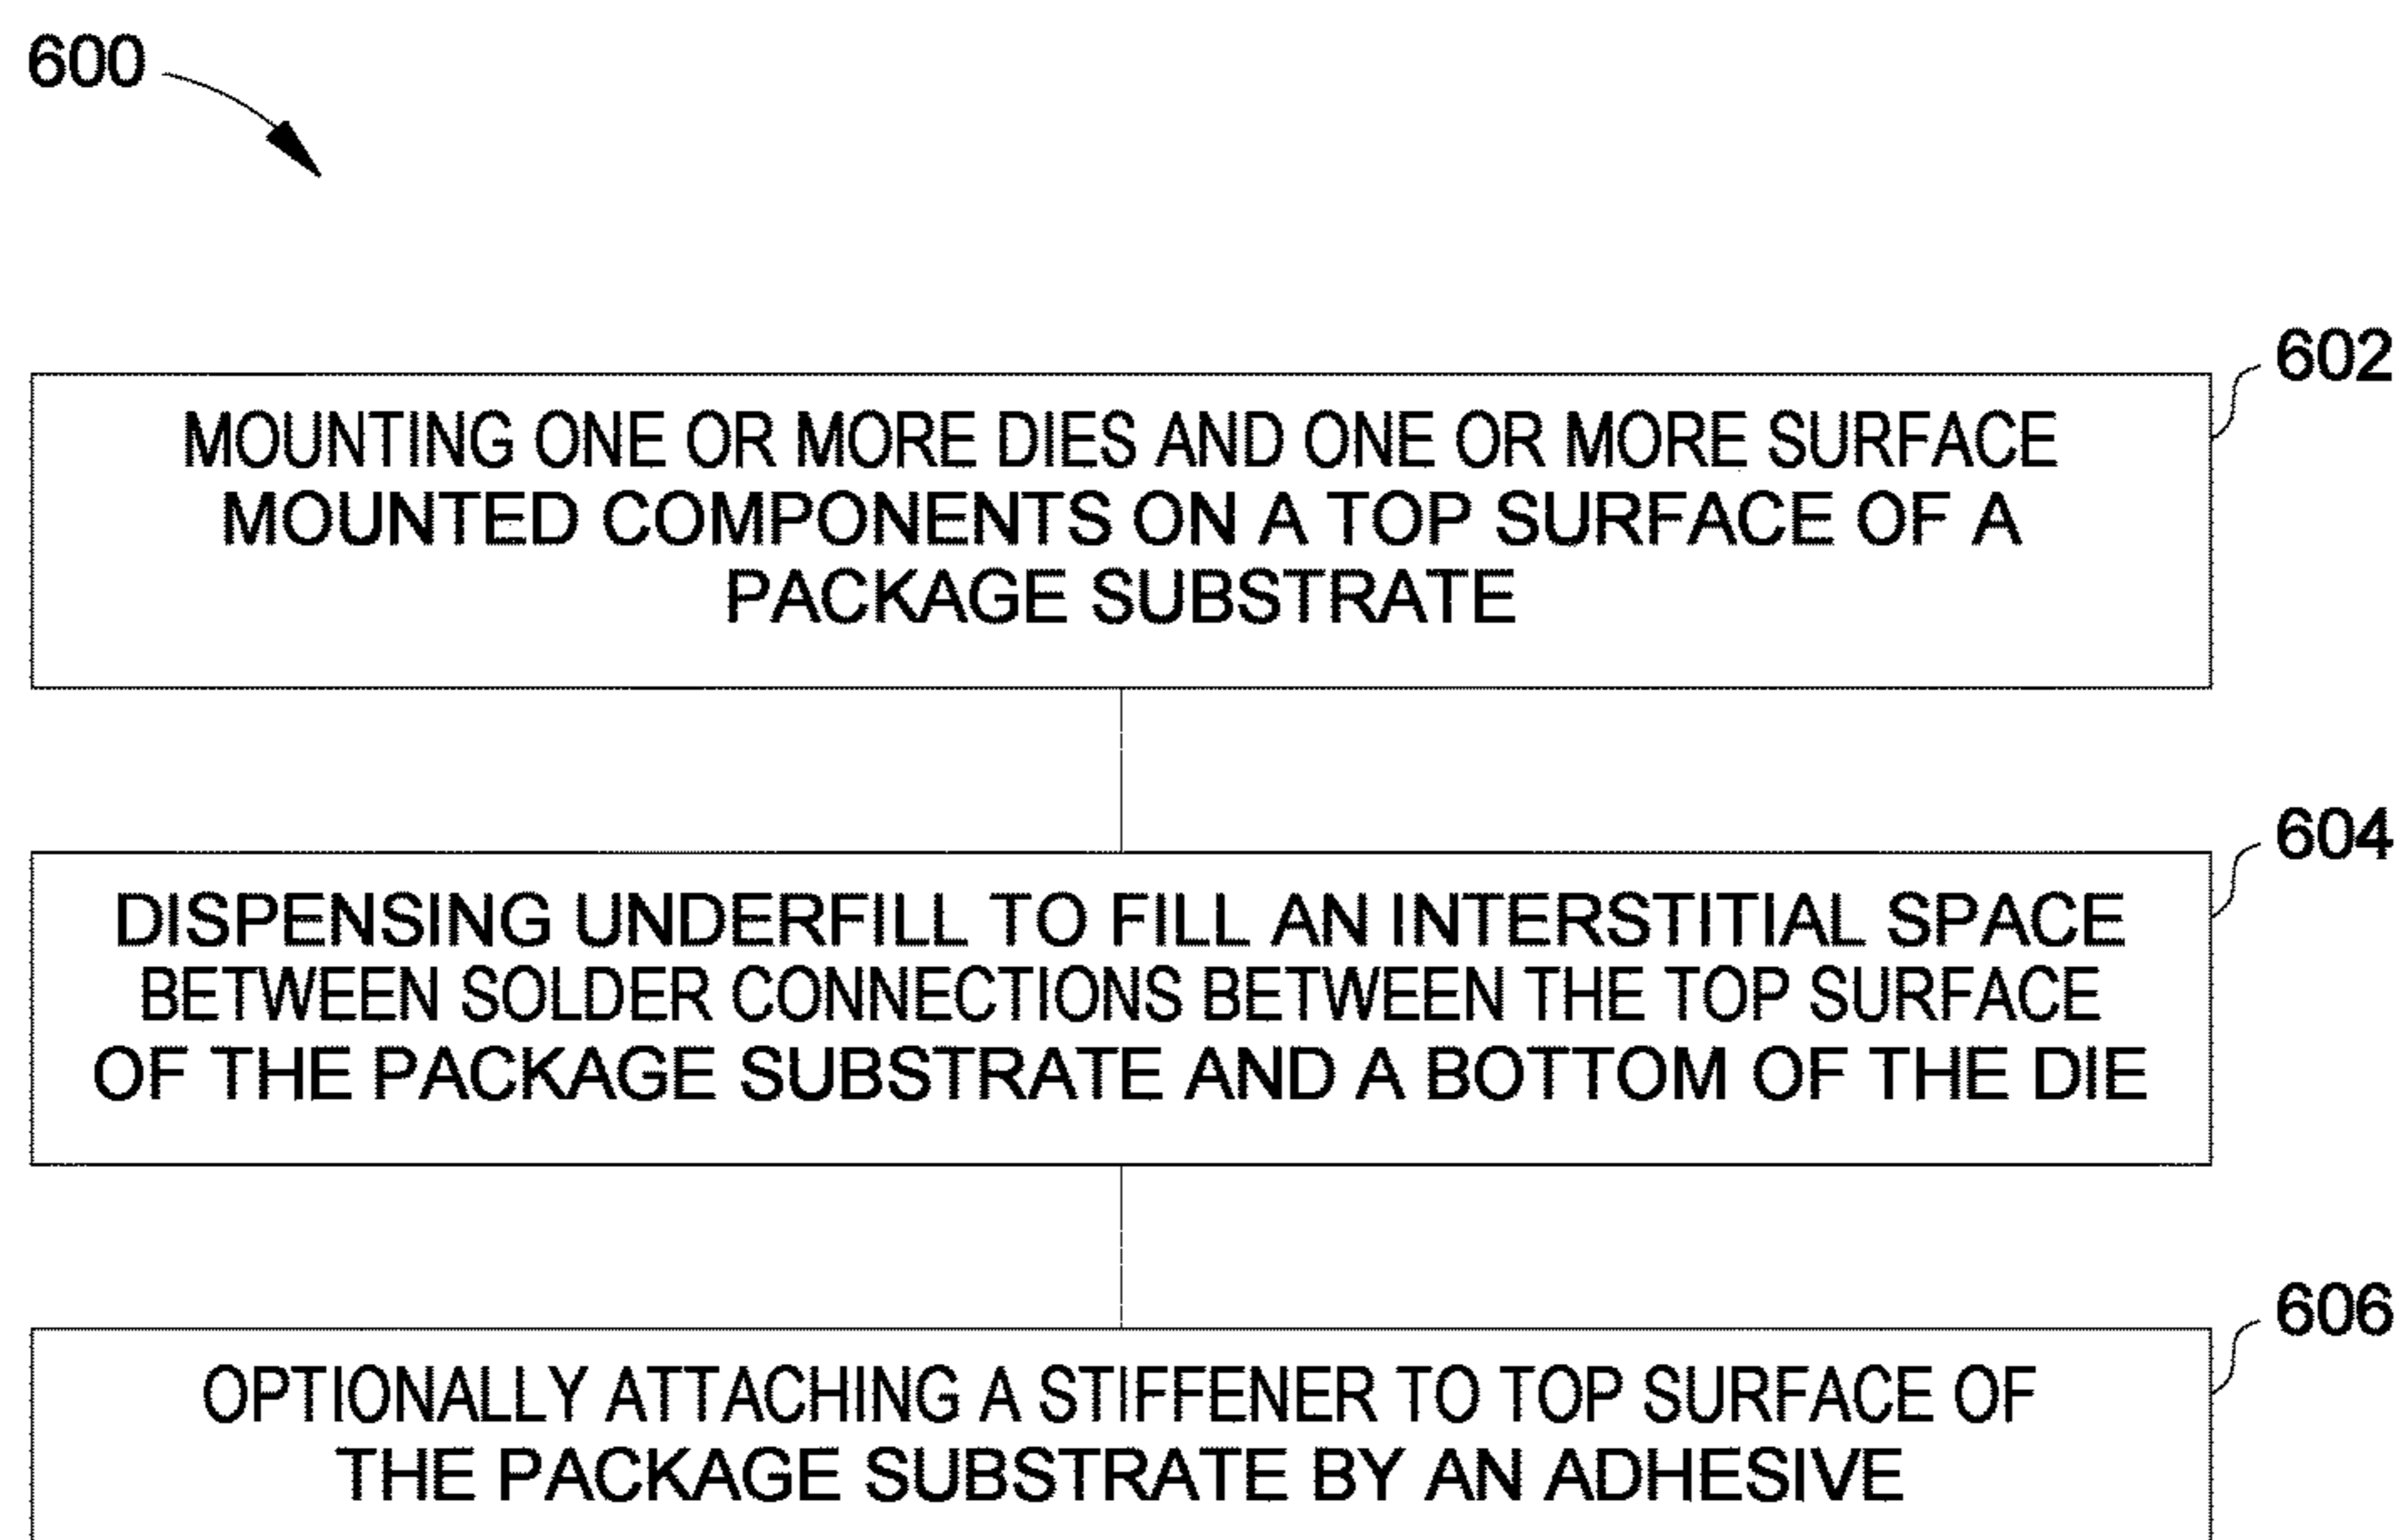 600
602
MOUNTING ONE OR MORE DIES AND ONE OR MORE SURFACE
MOUNTED COMPONENTS ON A TOP SURFACE OF A
PACKAGE SUBSTRATE
604
DISPENSING UNDERFILL TO FILL AN INTERSTITIAL SPACE
BETWEEN SOLDER CONNECTIONS BETWEEN THE TOP SURFACE
OF THE PACKAGE SUBSTRATE AND A BOTTOM OF THE DIE
606
OPTIONALLY ATTACHING A STIFFENER TO TOP SURFACE OF
THE PACKAGE SUBSTRATE BY AN ADHESIVE